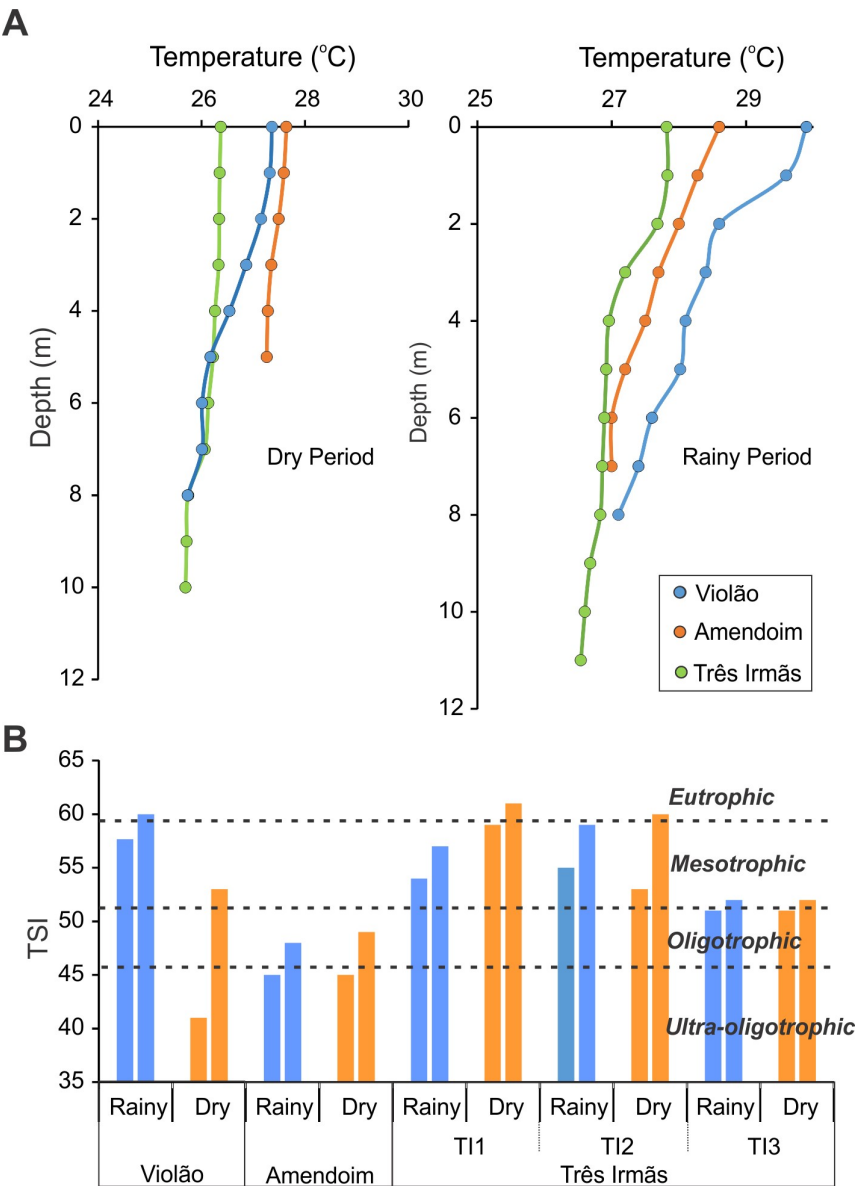 A
Temperature (°C)
Temperature (°C)
24 26 28 30
25 27 29
0
2
4
6
8
10
12
Depth (m)
Dry Period
0
2
4
6
8
10
12
Depth (m)
Rainy Period
Violão
Amendoim
Três Irmãs
B
65
60
55
50
45
40
35
TSI
Eutrophic
Mesotrophic
Oligotrophic
Ultra-oligotrophic
Rainy Dry Rainy Dry Rainy Dry Rainy Dry Rainy Dry
TI1 TI2 TI3
Violão Amendoim Três Irmãs